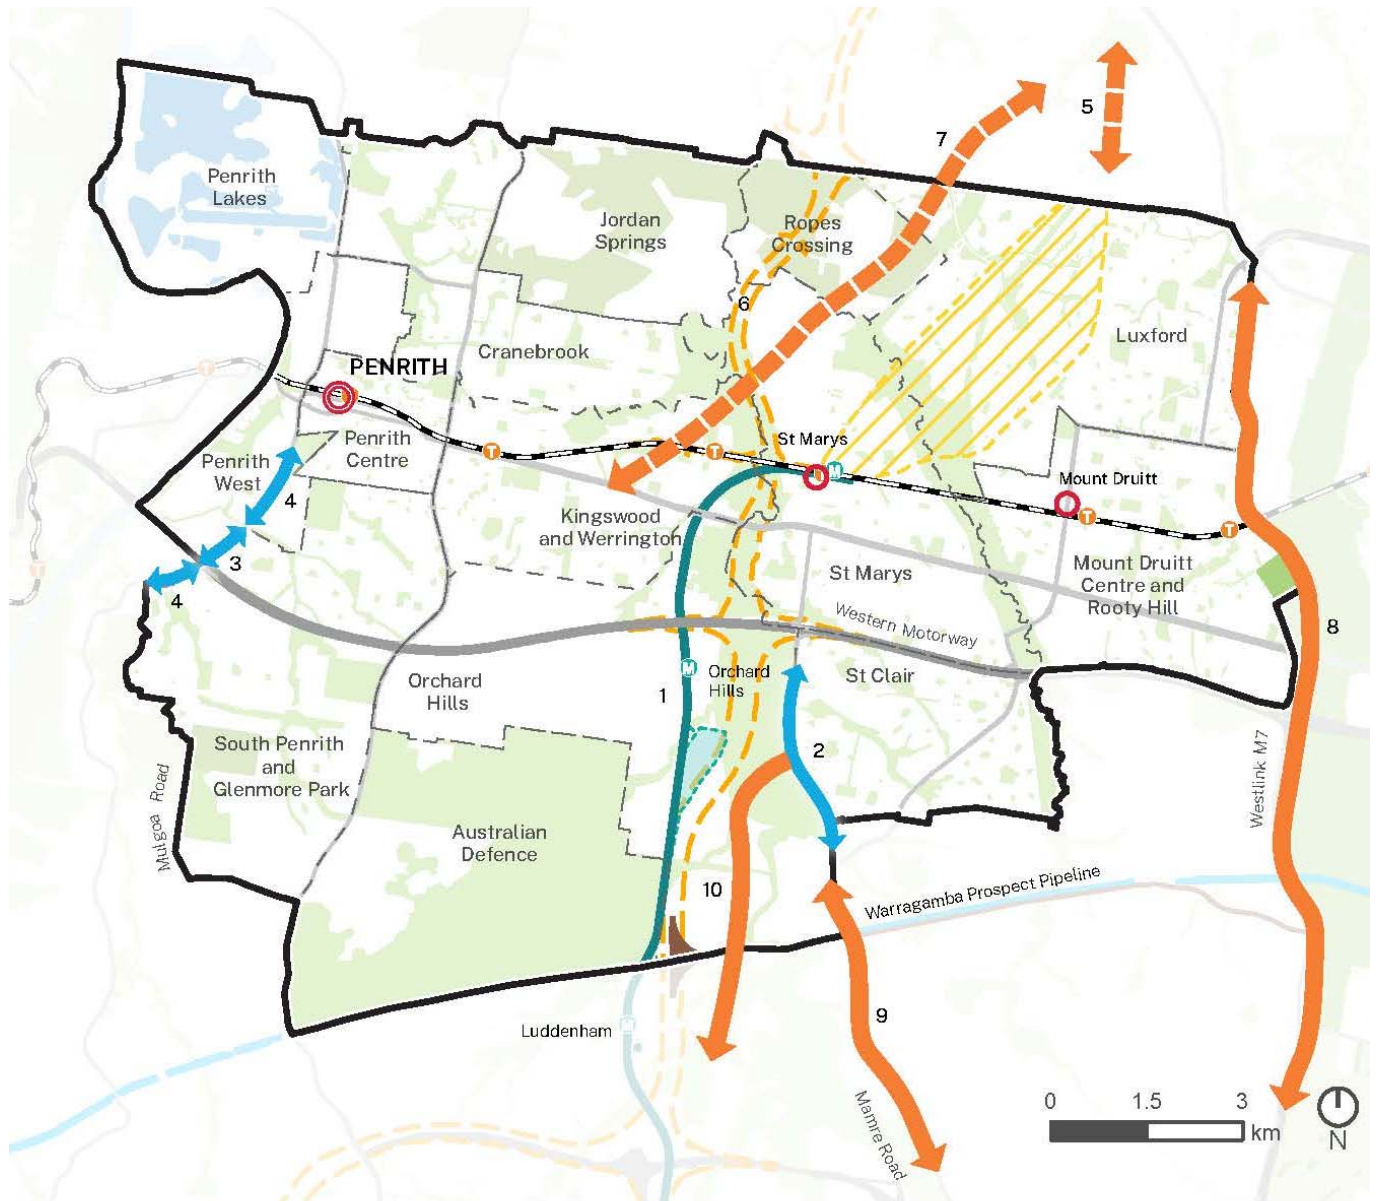 5
7
Penrith
Lakes
Jordan
Springs
Ropes
Crossing
6
Luxford
Cranebrook
PENRITH
T
St Marys
Penrith
Centre
T
T
M
Penrith
West
Mount Druitt
4
T
T
Kingswood
and Werrington
3
St Marys
Mount Druitt
Centre and
Rooty Hill
T
4
Western Motorway
8
M
Orchard
Hills
St Clair
1
Orchard
Hills
South Penrith
and
Glenmore Park
2
Mulgoa Road
Westlink M7
Australian
Defence
10
Warragamba Prospect Pipeline
9
Luddenham
M
Mamre Road
0
1.5
3
km
N